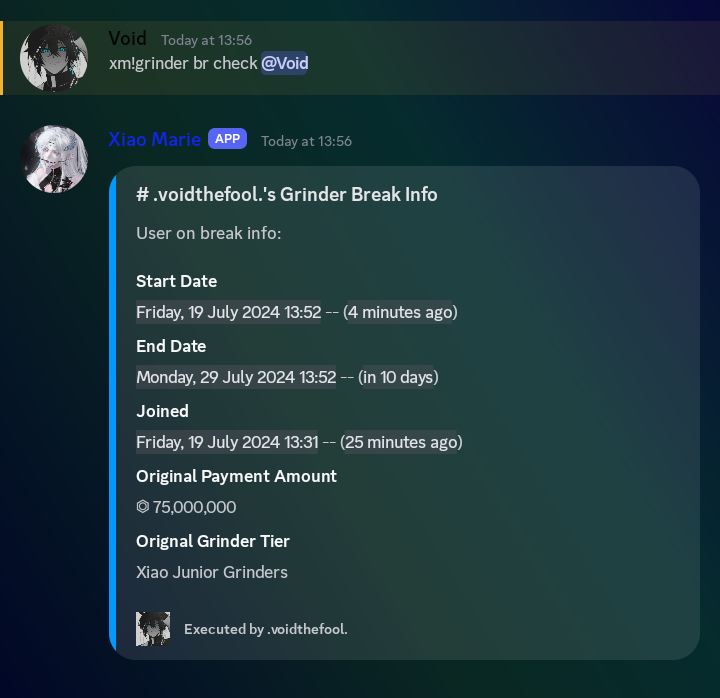 Void Today at 13:56
xm!grinder br check @Void
Xiao Marie APP Today at 13:56
# .voidthefool.'s Grinder Break Info
User on break info:
Start Date
Friday, 19 July 2024 13:52 -- (4 minutes ago)
End Date
Monday, 29 July 2024 13:52 -- (in 10 days)
Joined
Friday, 19 July 2024 13:31 -- (25 minutes ago)
Original Payment Amount
⏣ 75,000,000
Orignal Grinder Tier
Xiao Junior Grinders
Executed by .voidthefool.